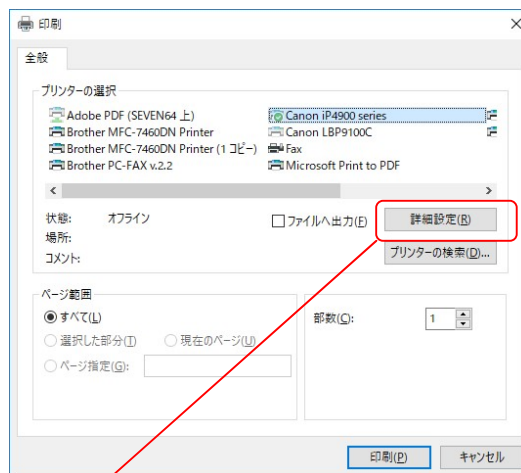 印刷
全般
プリンターの選択
Adobe PDF (SEVEN64 上)
Brother MFC-7460DN Printer
Brother MFC-7460DN Printer (1 コピー)
Brother PC-FAX v.2.2
Canon iP4900 series
Canon LBP9100C
Fax
Microsoft Print to PDF
状態: オフライン
場所:
コメント:
ファイルへ出力(F)
詳細設定(R)
プリンターの検索(D)...
ページ範囲
すべて(L)
選択した部分(T) 現在のページ(U)
ページ指定(G):
部数(C): 1
印刷(P) キャンセル